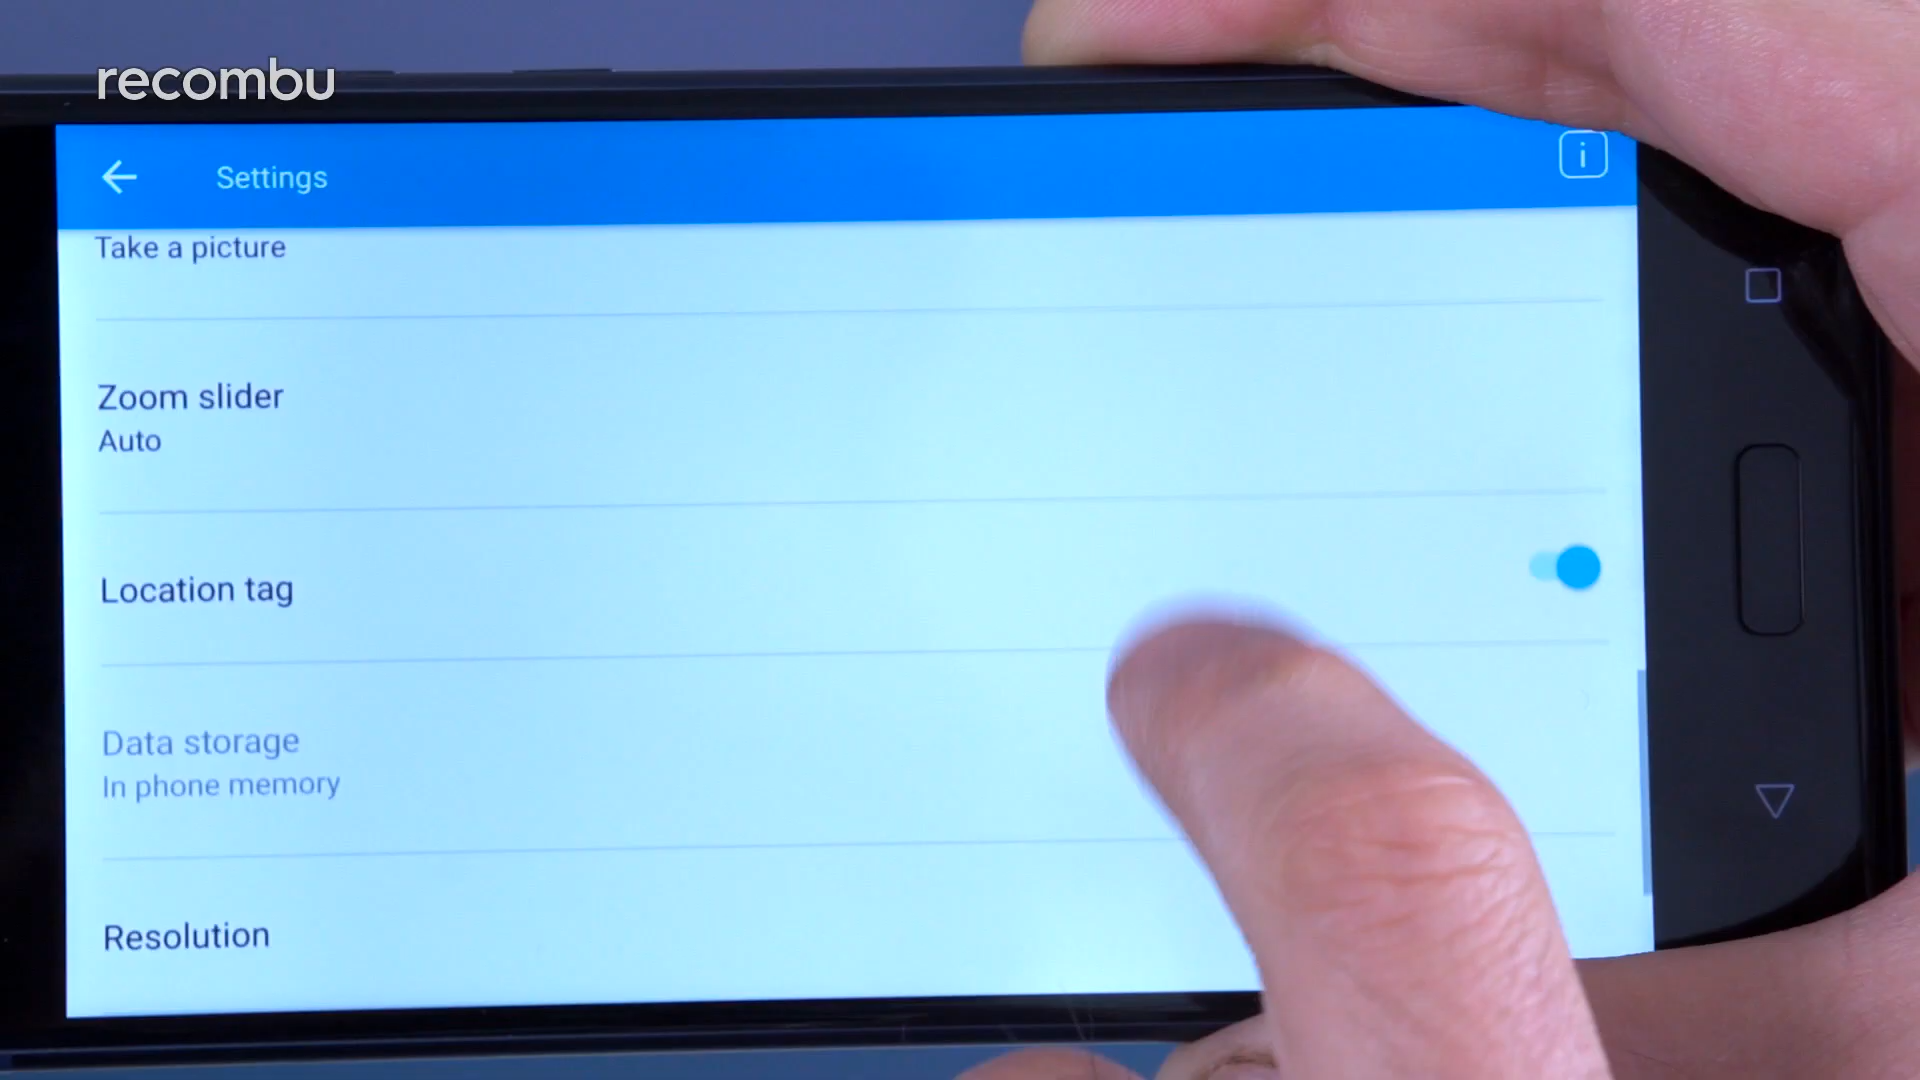 recombu
Settings
i
Take a picture
Zoom slider
Auto
Location tag
Data storage
In phone memory
Resolution